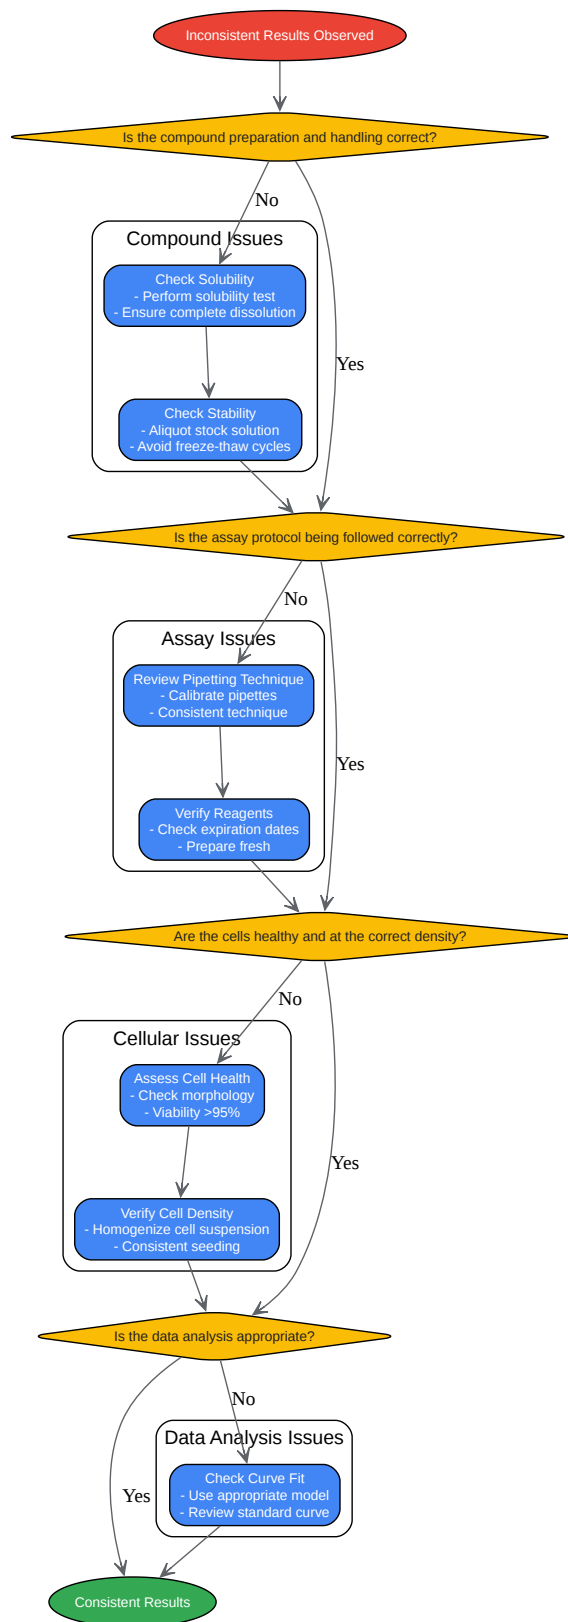 Inconsistent Results Observed
Is the compound preparation and handling correct?
No
Compound Issues
Check Solubility
- Perform solubility test
- Ensure complete dissolution
Yes
Check Stability
- Aliquot stock solution
- Avoid freeze-thaw cycles
Is the assay protocol being followed correctly?
No
Assay Issues
Review Pipetting Technique
- Calibrate pipettes
- Consistent technique
Yes
Verify Reagents
- Check expiration dates
- Prepare fresh
Are the cells healthy and at the correct density?
No
Cellular Issues
Assess Cell Health
- Check morphology
- Viability >95%
Yes
Verify Cell Density
- Homogenize cell suspension
- Consistent seeding
Is the data analysis appropriate?
No
Data Analysis Issues
Check Curve Fit
- Use appropriate model
- Review standard curve
Yes
Consistent Results